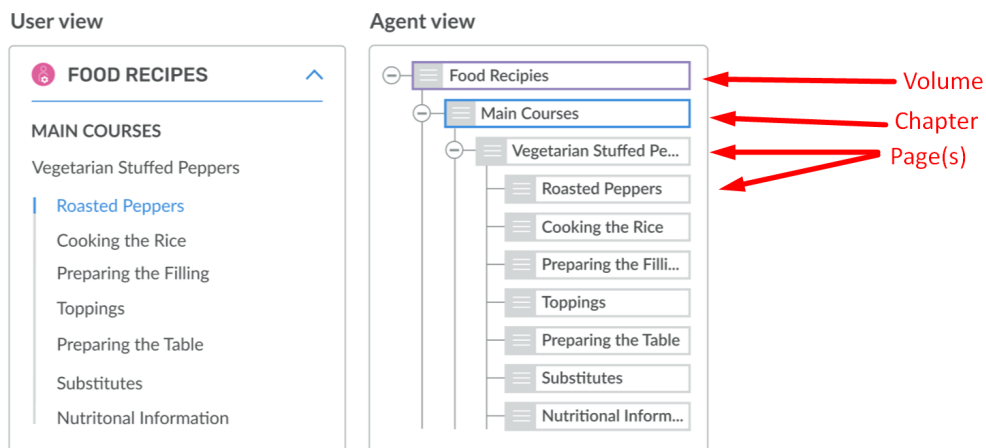 User view
FOOD RECIPES
MAIN COURSES
Vegetarian Stuffed Peppers
Roasted Peppers
Cooking the Rice
Preparing the Filling
Toppings
Preparing the Table
Substitutes
Nutritonal Information
Agent view
Food Recipies
Main Courses
Vegetarian Stuffed Pe...
Roasted Peppers
Cooking the Rice
Preparing the Filli...
Toppings
Preparing the Table
Substitutes
Nutritional Inform...
Volume
Chapter
Page(s)